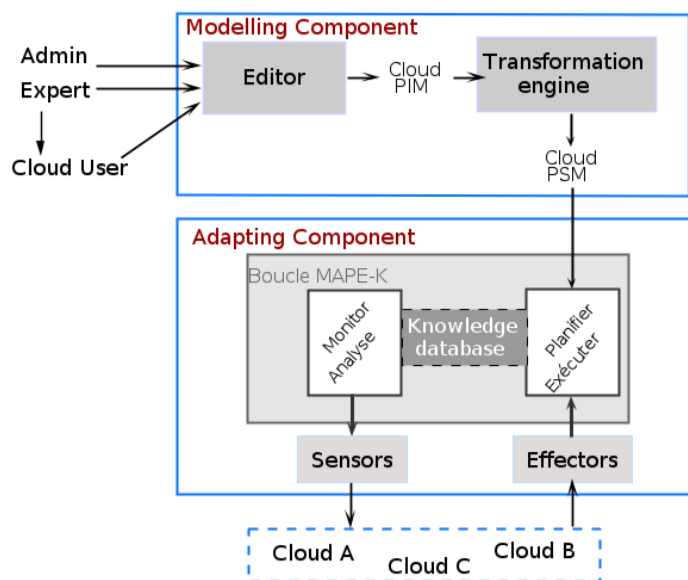 Modelling Component
Admin
Expert
Cloud User
Editor
Cloud
PIM
Transformation
engine
Cloud
PSM
Adapting Component
Boucle MAPE-K
Monitor
Analyse
Knowledge
database
Planifier
Exécuter
Sensors
Effectors
Cloud A
Cloud C
Cloud B